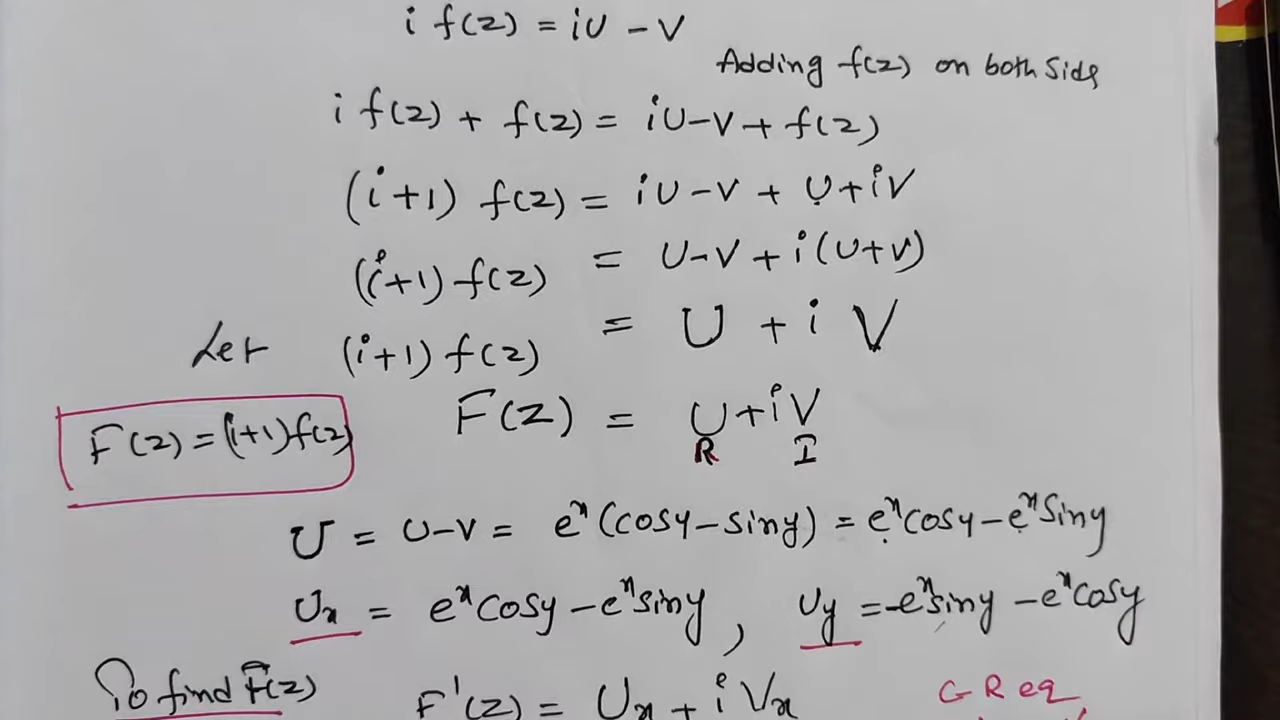 i f(z) = iu - v
Adding f(z) on both side
i f(z) + f(z) = iu - v + f(z)
(i+1) f(z) = iu - v + u + iv
(i+1) f(z) = u - v + i(u+v)
Let (i+1) f(z) = U + i V
F(z) = (i+1) f(z)
F(z) = U + iV
R I
U = u - v = e^x (cosy - siny) = e^x cosy - e^x siny
U_x = e^x cosy - e^x siny , U_y = -e^x siny - e^x cosy
To find F(z) F'(z) = U_x + i V_x
C R eq